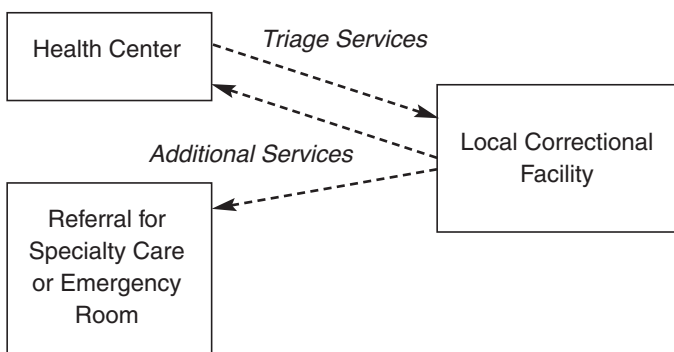 Health Center
Triage Services
Local Correctional
Facility
Additional Services
Referral for
Specialty Care
or Emergency
Room